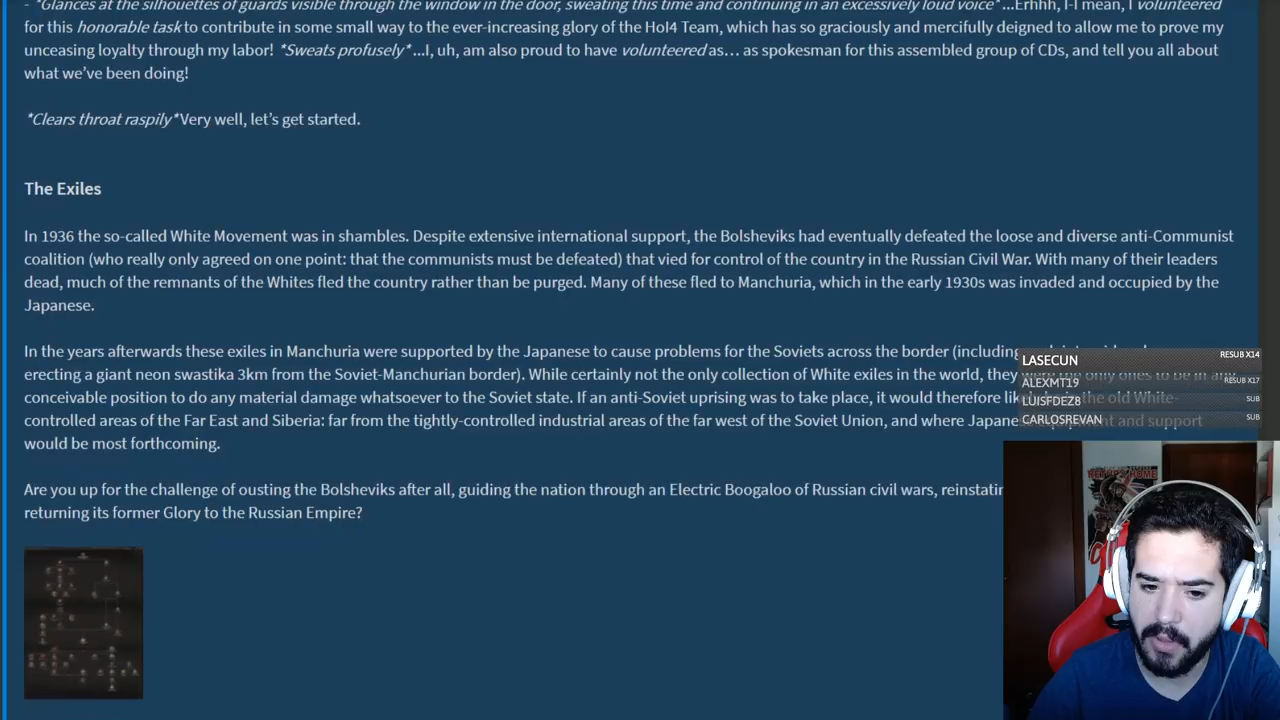 - *Glances at the silhouettes of guards visible through the window in the door, sweating this time and continuing in an excessively loud voice* ...Erhhh, I-I mean, I volunteered
for this honorable task to contribute in some small way to the ever-increasing glory of the HoI4 Team, which has so graciously and mercifully deigned to allow me to prove my
unceasing loyalty through my labor! *Sweats profusely* ...I, uh, am also proud to have volunteered as… as spokesman for this assembled group of CDs, and tell you all about
what we’ve been doing!
*Clears throat raspily* Very well, let’s get started.
The Exiles
In 1936 the so-called White Movement was in shambles. Despite extensive international support, the Bolsheviks had eventually defeated the loose and diverse anti-Communist
coalition (who really only agreed on one point: that the communists must be defeated) that vied for control of the country in the Russian Civil War. With many of their leaders
dead, much of the remnants of the Whites fled the country rather than be purged. Many of these fled to Manchuria, which in the early 1930s was invaded and occupied by the
Japanese.
In the years afterwards these exiles in Manchuria were supported by the Japanese to cause problems for the Soviets across the border (including
erecting a giant neon swastika 3km from the Soviet-Manchurian border). While certainly not the only collection of White exiles in the world, they were the only ones to be in any
conceivable position to do any material damage whatsoever to the Soviet state. If an anti-Soviet uprising was to take place, it would therefore the old White-
controlled areas of the Far East and Siberia: far from the tightly-controlled industrial areas of the far west of the Soviet Union, and where and support
would be most forthcoming.
Are you up for the challenge of ousting the Bolsheviks after all, guiding the nation through an Electric Boogaloo of Russian civil wars,
returning its former Glory to the Russian Empire?
LASECUN RESUB X14
ALEXMT19 RESUB X17
LUISFDEZ8 SUB
CARLOSREVAN SUB